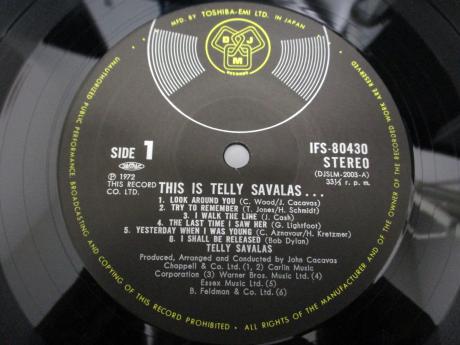 MFD. BY TOSHIBA-EMI LTD. IN JAPAN
UNAUTHORIZED PUBLIC PERFORMANCE BROADCASTING AND COPYING OF THIS RECORD PROHIBITED • ALL RIGHTS OF THE MANUFACTURER AND OF THE OWNER OF THE RECORDED WORK ARE RESERVED
DJM
RECORDS
SIDE 1
IFS-80430
STEREO
(DJSLM-2003-A)
33⅓ r. p. m.
℗ 1972
THIS RECORD
CO. LTD.
THIS IS TELLY SAVALAS...
1. LOOK AROUND YOU (C. Wood/J. Cacavas)
2. TRY TO REMEMBER (T. Jones/H. Schmidt)
3. I WALK THE LINE (J. Cash)
4. THE LAST TIME I SAW HER (G. Lightfoot)
5. YESTERDAY WHEN I WAS YOUNG (C. Aznavour/H. Kretzmer)
6. I SHALL BE RELEASED (Bob Dylan)
TELLY SAVALAS
Produced, Arranged and Conducted by John Cacavas
Chappell & Co. Ltd. (1, 2) Carlin Music
Corporation (3) Warner Bros. Music Ltd. (4)
Essex Music Ltd. (5)
B. Feldman & Co. Ltd. (6)